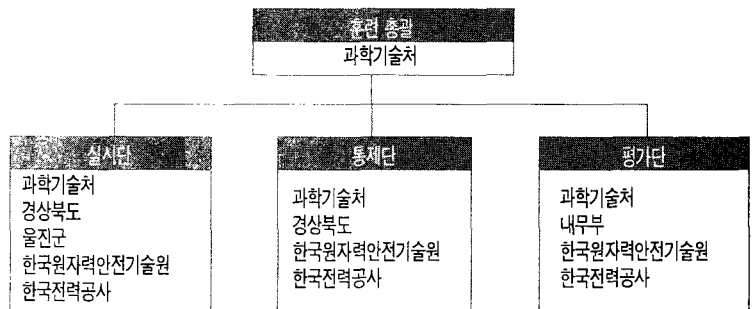 훈련 총괄
과학기술처
실시단
과학기술처
경상북도
울진군
한국원자력안전기술원
한국전력공사
통제단
과학기술처
경상북도
한국원자력안전기술원
한국전력공사
평가단
과학기술처
내무부
한국원자력안전기술원
한국전력공사